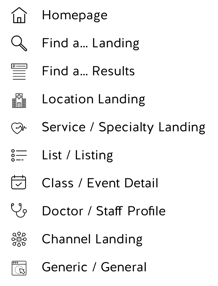 Homepage
Find a... Landing
Find a... Results
Location Landing
Service / Specialty Landing
List / Listing
Class / Event Detail
Doctor / Staff Profile
Channel Landing
Generic / General